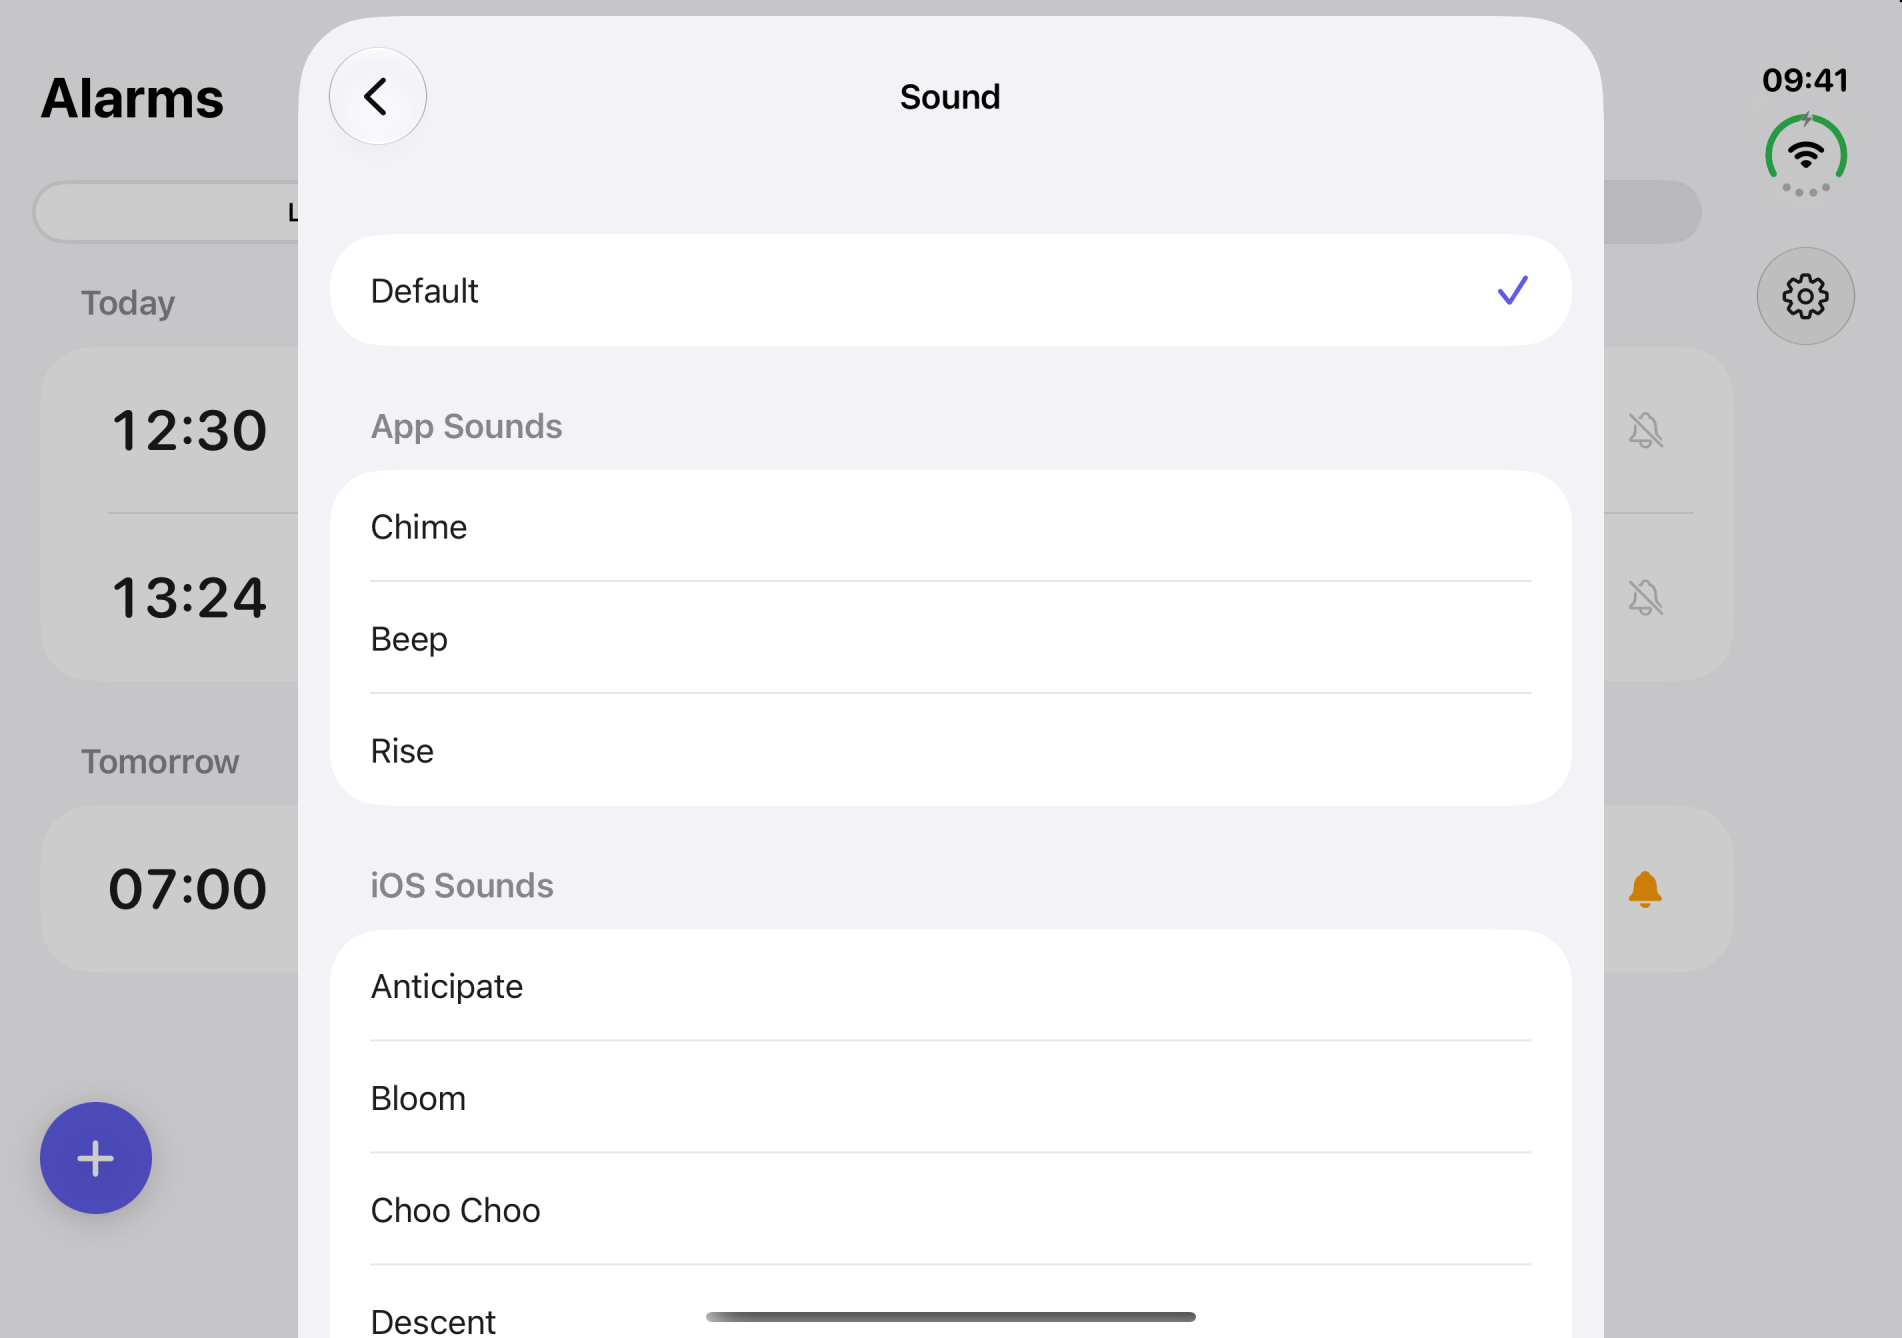 Alarms
Sound
09:41
L
Default
Today
App Sounds
12:30
Chime
13:24
Beep
Rise
Tomorrow
iOS Sounds
07:00
Anticipate
Bloom
Choo Choo
Descent